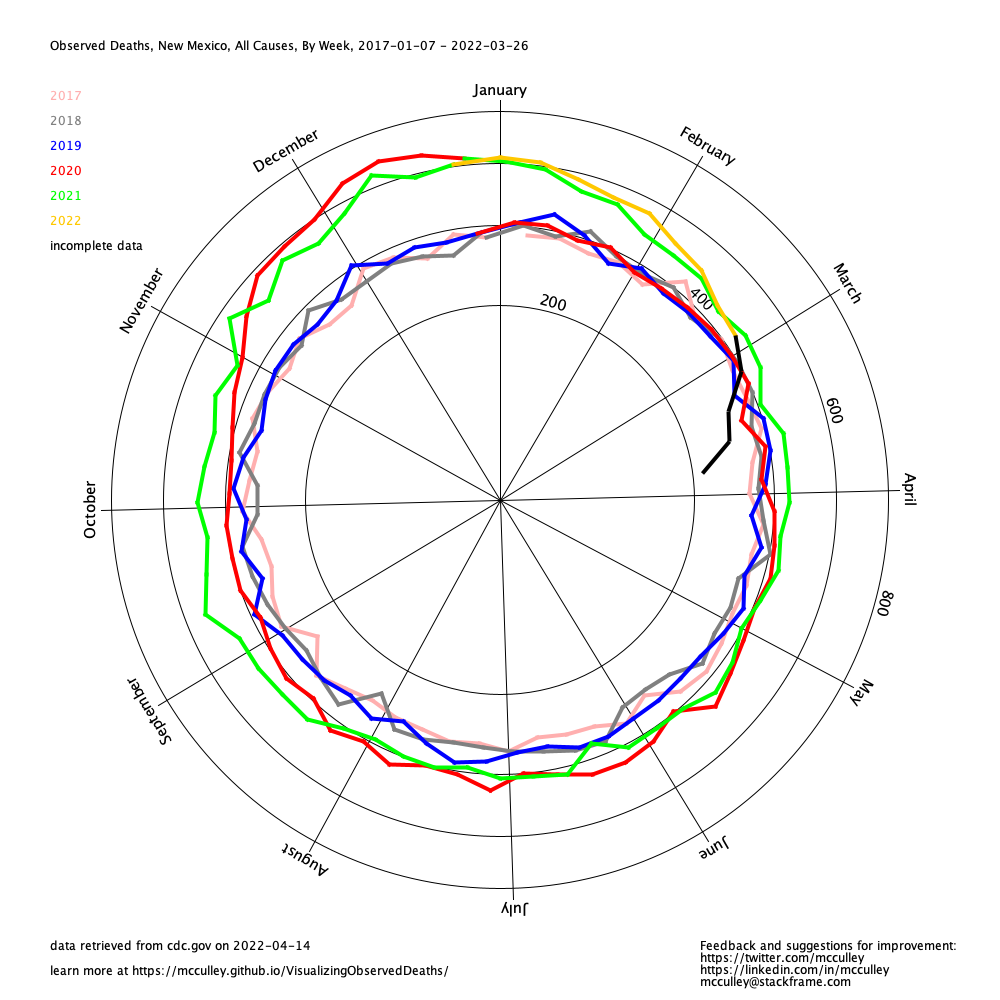 Observed Deaths, New Mexico, All Causes, By Week, 2017-01-07 - 2022-03-26
January
2017
2018
2019
2020
2021
2022
incomplete data
December
February
November
March
200
400
600
October
April
800
September
May
August
June
July
data retrieved from cdc.gov on 2022-04-14
learn more at https://mcculley.github.io/VisualizingObservedDeaths/
Feedback and suggestions for improvement:
https://twitter.com/mcculley
https://linkedin.com/in/mcculley
mcculley@stackframe.com